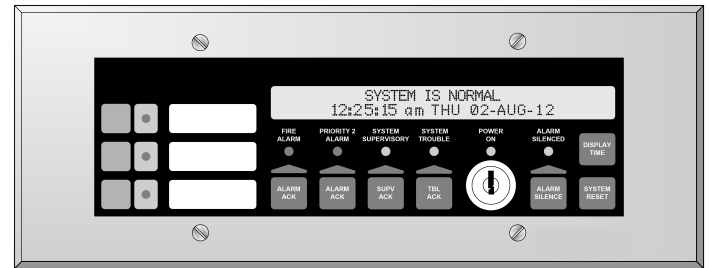 SYSTEM IS NORMAL
12:25:15 am THU 02-AUG-12
FIRE
ALARM
PRIORITY 2
ALARM
SYSTEM
SUPERVISORY
SYSTEM
TROUBLE
POWER
ON
ALARM
SILENCED
DISPLAY
TIME
ALARM
ACK
ALARM
ACK
SUPV
ACK
TBL
ACK
ALARM
SILENCE
SYSTEM
RESET